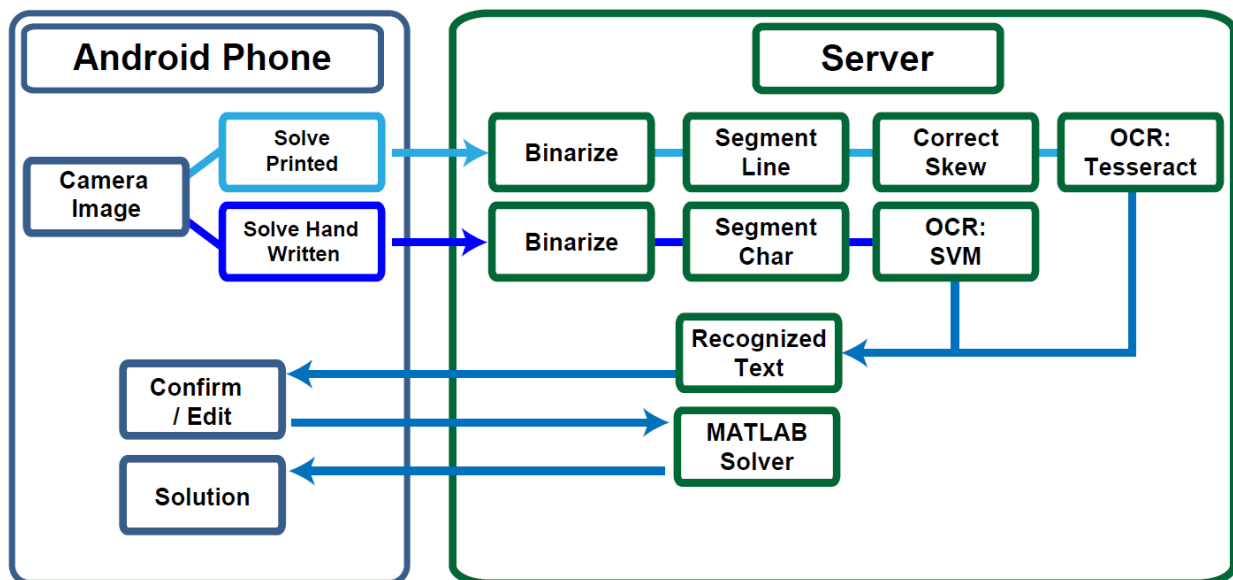 Android Phone
Server
Camera
Image
Solve
Printed
Binarize
Segment
Line
Correct
Skew
OCR:
Tesseract
Solve Hand
Written
Binarize
Segment
Char
OCR:
SVM
Recognized
Text
Confirm
/ Edit
MATLAB
Solver
Solution